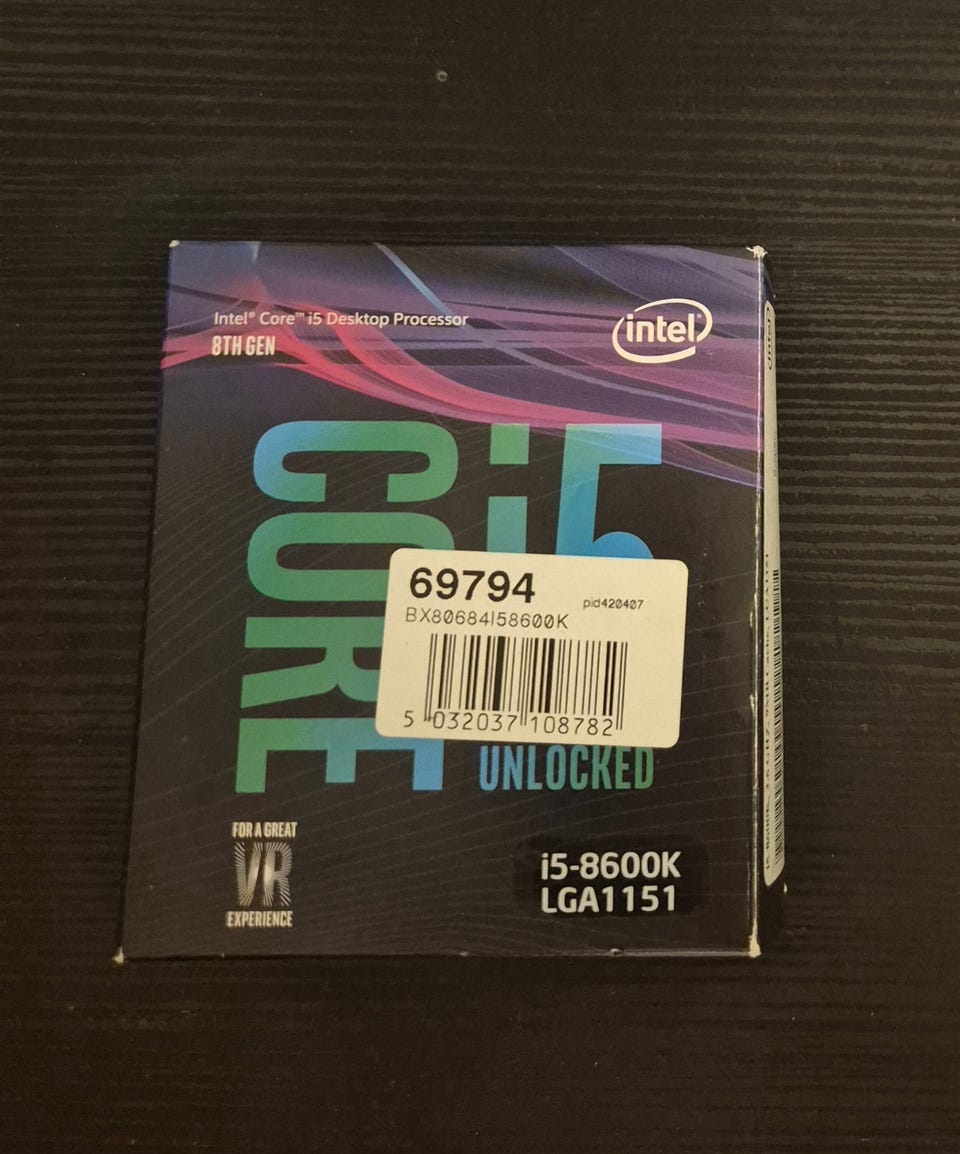 Intel® Core™ i5 Desktop Processor
8TH GEN
intel®
CORE
i5
69794
pid420407
BX80684I58600K
5 032037 108782
UNLOCKED
FOR A GREAT
VR
EXPERIENCE
i5-8600K
LGA1151
intel